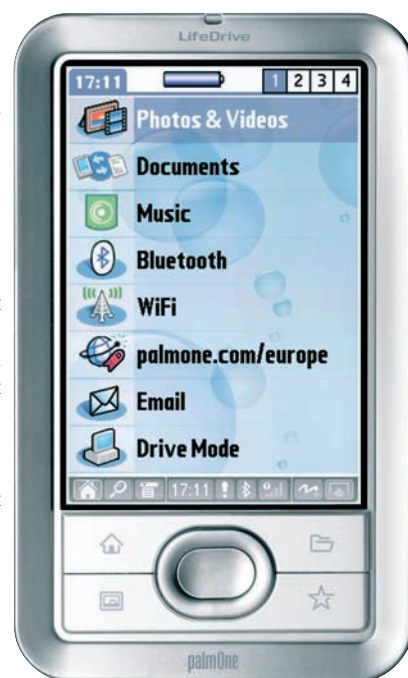 LifeDrive
17:11 1 2 3 4
Photos & Videos
Documents
Music
Bluetooth
WiFi
palmone.com/europe
Email
Drive Mode
17:11
palmOne